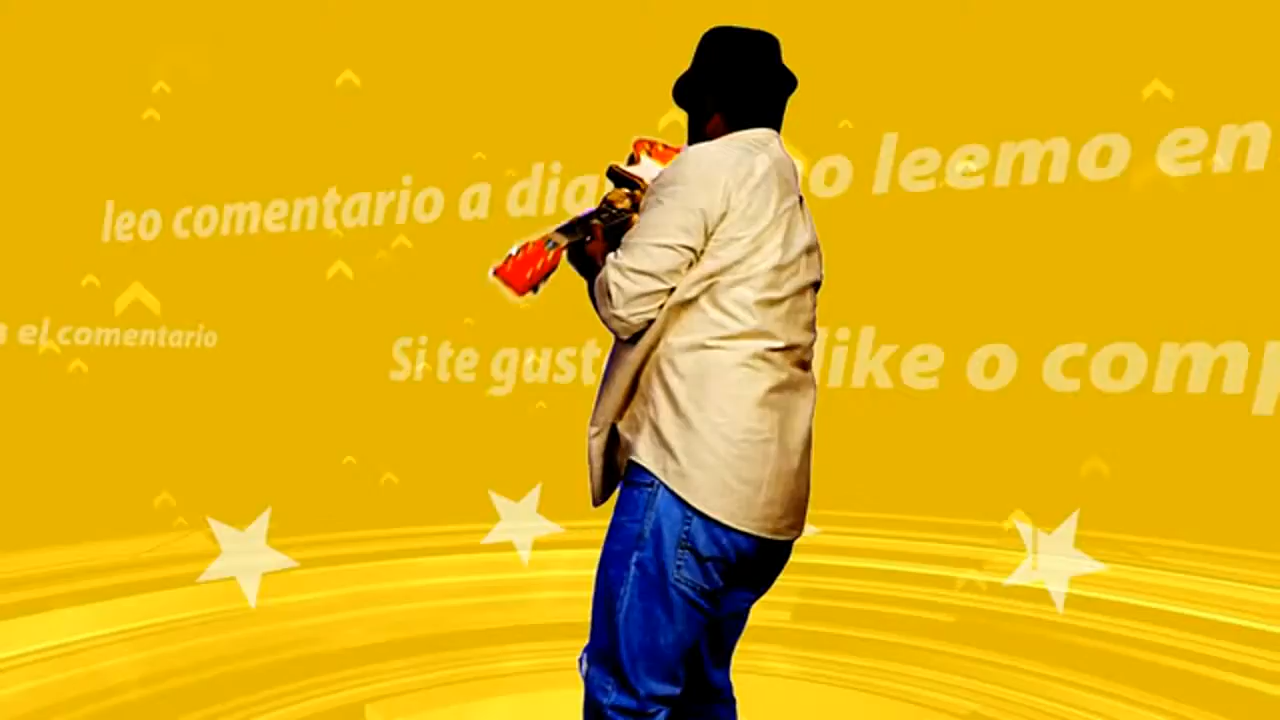 leo comentario a dia o leemo en
n el comentario
Si te gust like o comp